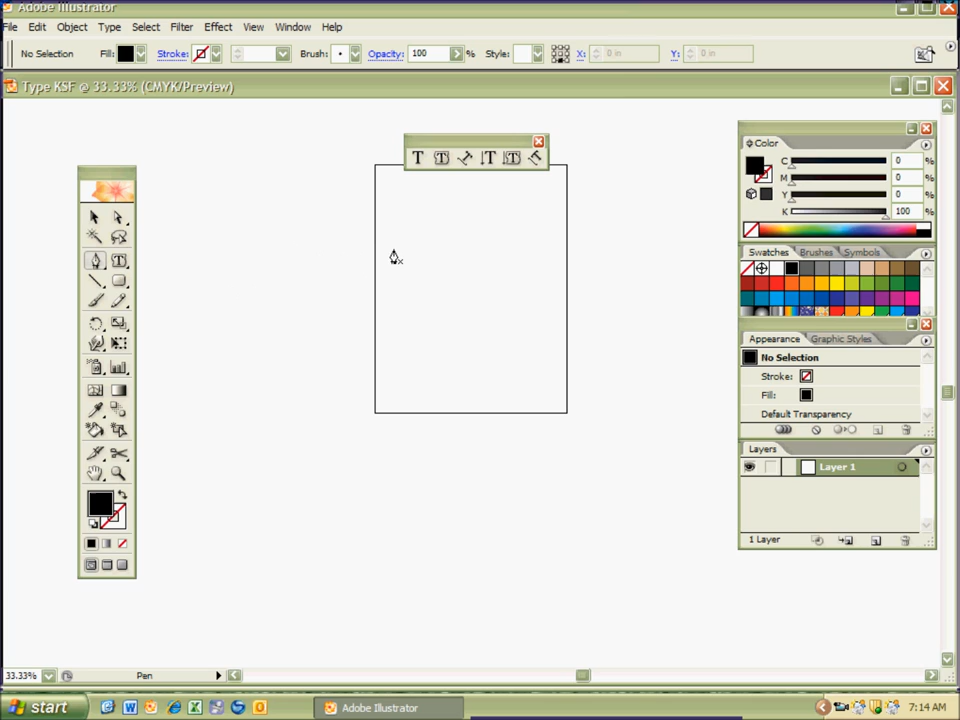 Adobe Illustrator
File Edit Object Type Select Filter Effect View Window Help
No Selection Fill: Stroke: Brush: Opacity: 100 % Style: X: 0 in Y: 0 in
Type KSF @ 33.33% (CMYK/Preview)
T T T T
Color
C 0 %
M 0 %
Y 0 %
K 100 %
Swatches Brushes Symbols
T
Appearance Graphic Styles
No Selection
Stroke:
Fill:
Default Transparency
Layers
Layer 1
1 Layer
33.33% Pen
start W Adobe Illustrator 7:14 AM